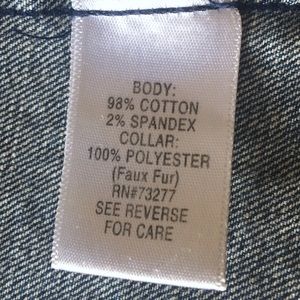 BODY:
98% COTTON
2% SPANDEX
COLLAR:
100% POLYESTER
(Faux Fur)
RN#73277
SEE REVERSE
FOR CARE